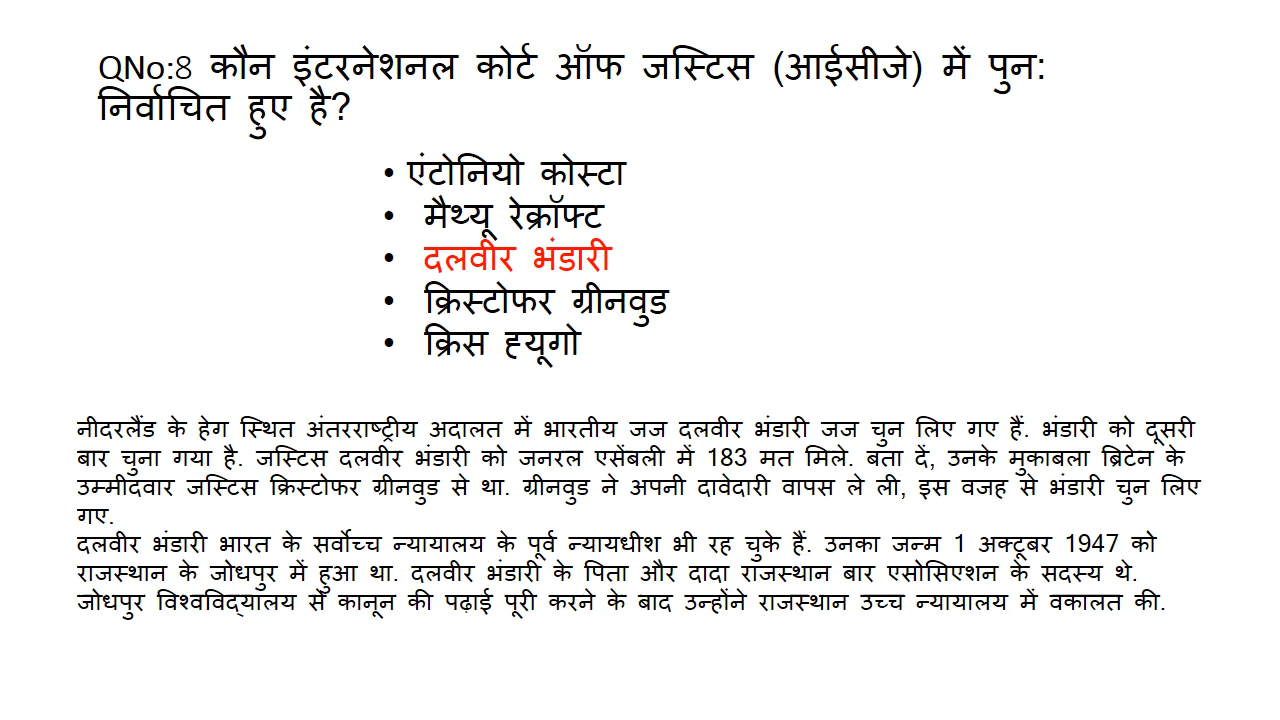 QNo:8 कौन इंटरनेशनल कोर्ट ऑफ जस्टिस (आईसीजे) में पुन:
निर्वाचित हुए है?
• एंटोनियो कोस्टा
• मैथ्यू रेक्रॉफ्ट
• दलवीर भंडारी
• क्रिस्टोफर ग्रीनवुड
• क्रिस ह्यूगो
नीदरलैंड के हेग स्थित अंतरराष्ट्रीय अदालत में भारतीय जज दलवीर भंडारी जज चुन लिए गए हैं. भंडारी को दूसरी
बार चुना गया है. जस्टिस दलवीर भंडारी को जनरल एसेंबली में 183 मत मिले. बता दें, उनके मुकाबला ब्रिटेन के
उम्मीदवार जस्टिस क्रिस्टोफर ग्रीनवुड से था. ग्रीनवुड ने अपनी दावेदारी वापस ले ली, इस वजह से भंडारी चुन लिए
गए.
दलवीर भंडारी भारत के सर्वोच्च न्यायालय के पूर्व न्यायधीश भी रह चुके हैं. उनका जन्म 1 अक्टूबर 1947 को
राजस्थान के जोधपुर में हुआ था. दलवीर भंडारी के पिता और दादा राजस्थान बार एसोसिएशन के सदस्य थे.
जोधपुर विश्वविद्यालय से कानून की पढ़ाई पूरी करने के बाद उन्होंने राजस्थान उच्च न्यायालय में वकालत की.